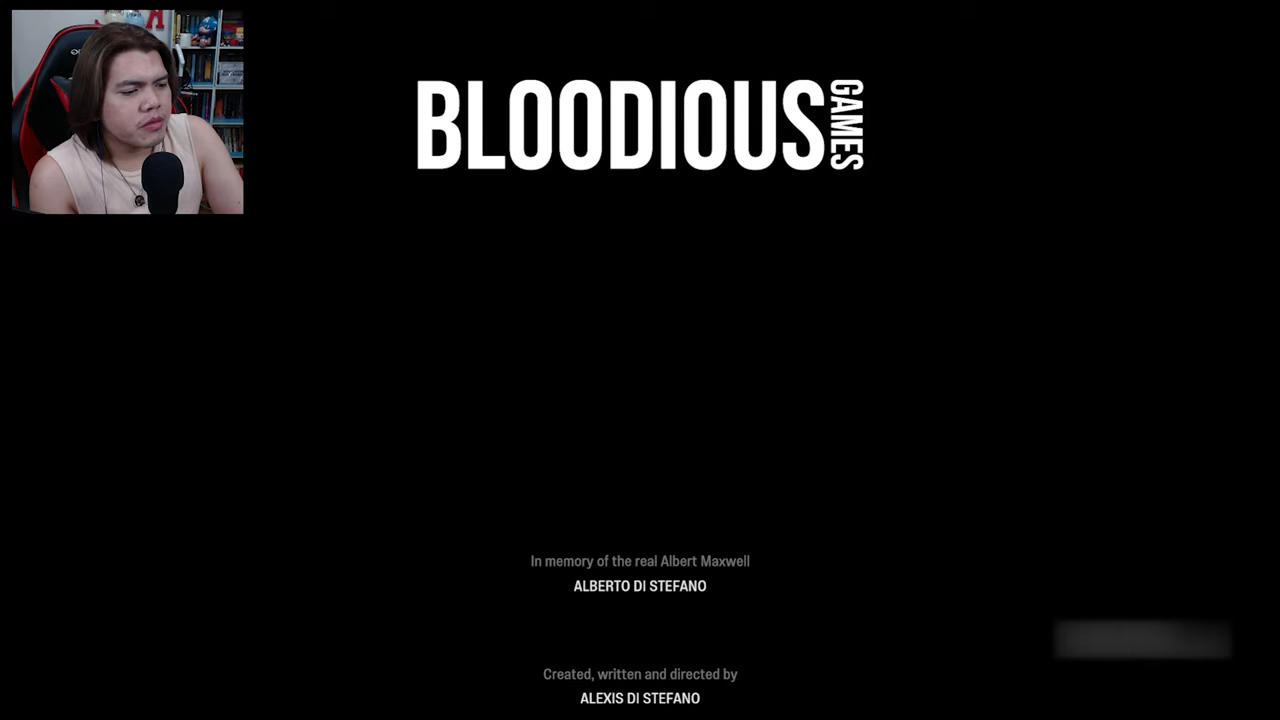 BLOODIOUS
GAMES
In memory of the real Albert Maxwell
ALBERTO DI STEFANO
Created, written and directed by
ALEXIS DI STEFANO